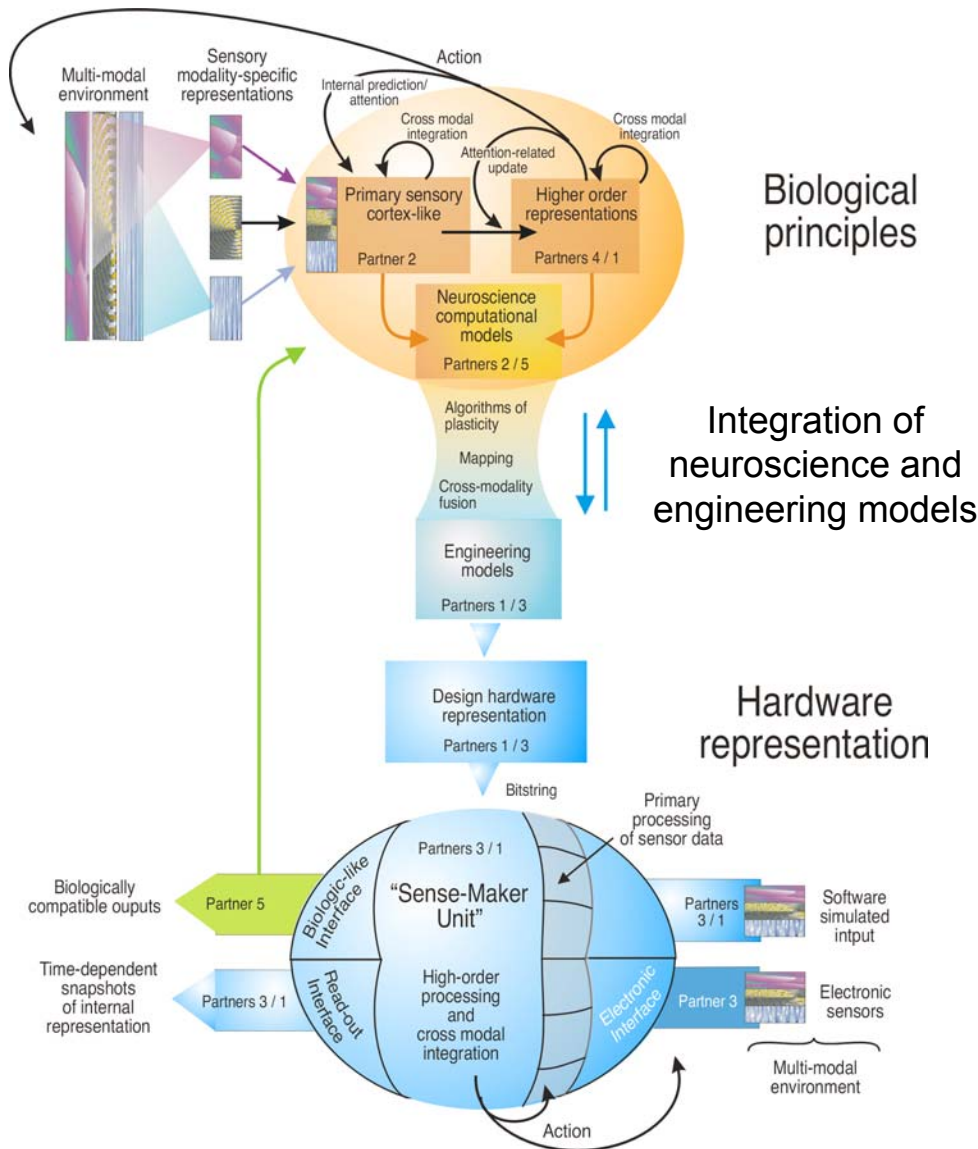 Action
Multi-modal
environment
Sensory
modality-specific
representations
Internal prediction/
attention
Cross modal
integration
Attention-related
update
Cross modal
integration
Primary sensory
cortex-like
Partner 2
Higher order
representations
Partners 4 / 1
Biological
principles
Neuroscience
computational
models
Partners 2 / 5
Algorithms of
plasticity
Mapping
Cross-modality
fusion
Integration of
neuroscience and
engineering models
Engineering
models
Partners 1 / 3
Design hardware
representation
Partners 1 / 3
Hardware
representation
Bitstring
Primary
processing
of sensor data
Partners 3 / 1
"Sense-Maker
Unit"
High-order
processing
and
cross modal
integration
Biologic-like
Interface
Read-out
Interface
Electronic
Interface
Biologically
compatible ouputs
Partner 5
Time-dependent
snapshots
of internal
representation
Partners 3 / 1
Partners
3 / 1
Software
simulated
intput
Partner 3
Electronic
sensors
Multi-modal
environment
Action